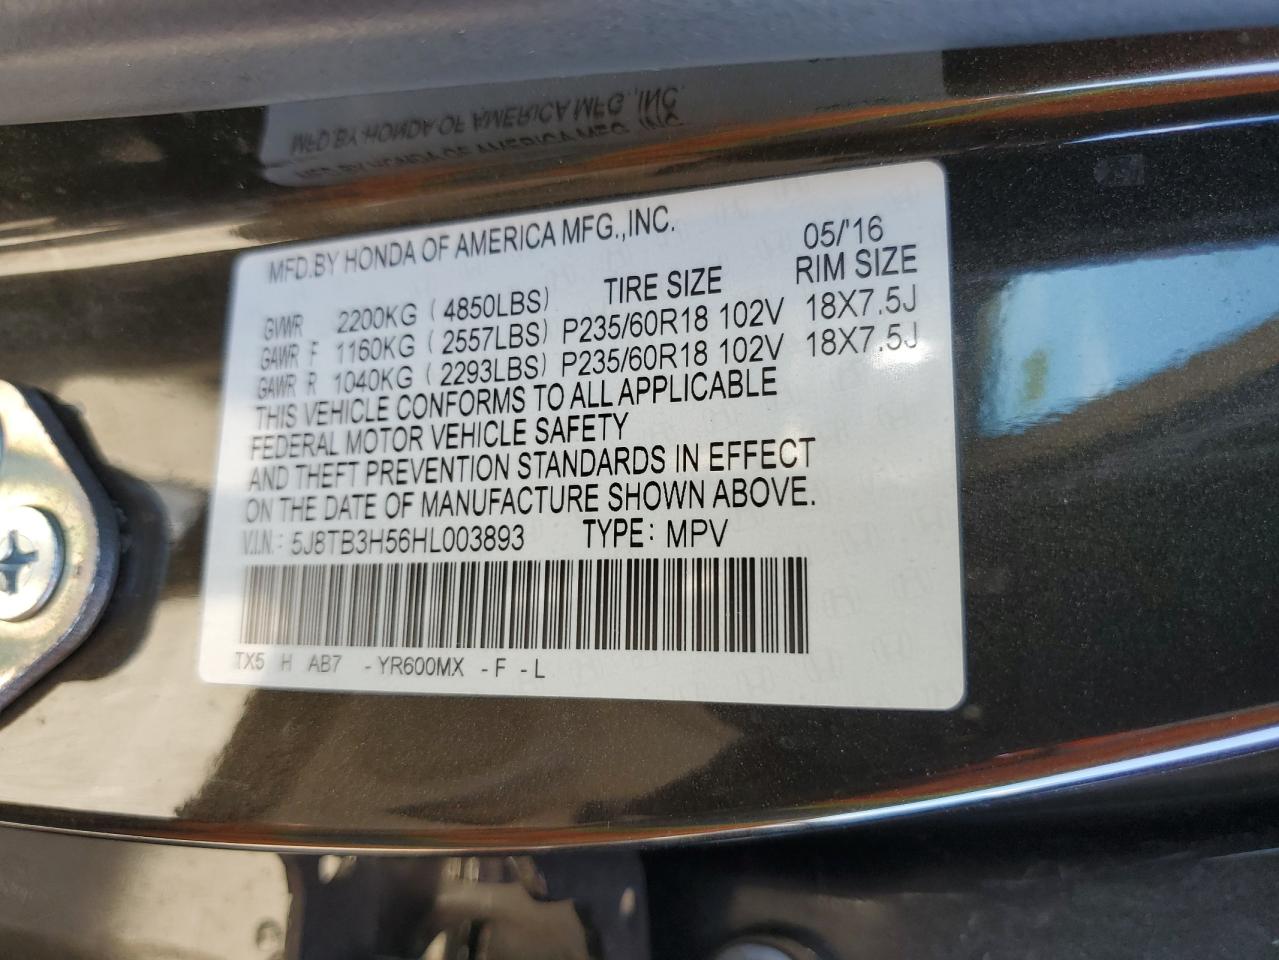 MFD.BY HONDA OF AMERICA MFG.,INC.
05/'16
GVWR 2200KG (4850LBS) TIRE SIZE RIM SIZE
GAWR F 1160KG (2557LBS) P235/60R18 102V 18X7.5J
GAWR R 1040KG (2293LBS) P235/60R18 102V 18X7.5J
THIS VEHICLE CONFORMS TO ALL APPLICABLE
FEDERAL MOTOR VEHICLE SAFETY
AND THEFT PREVENTION STANDARDS IN EFFECT
ON THE DATE OF MANUFACTURE SHOWN ABOVE.
V.I.N.: 5J8TB3H56HL003893 TYPE: MPV
TX5 H AB7 -YR600MX -F -L